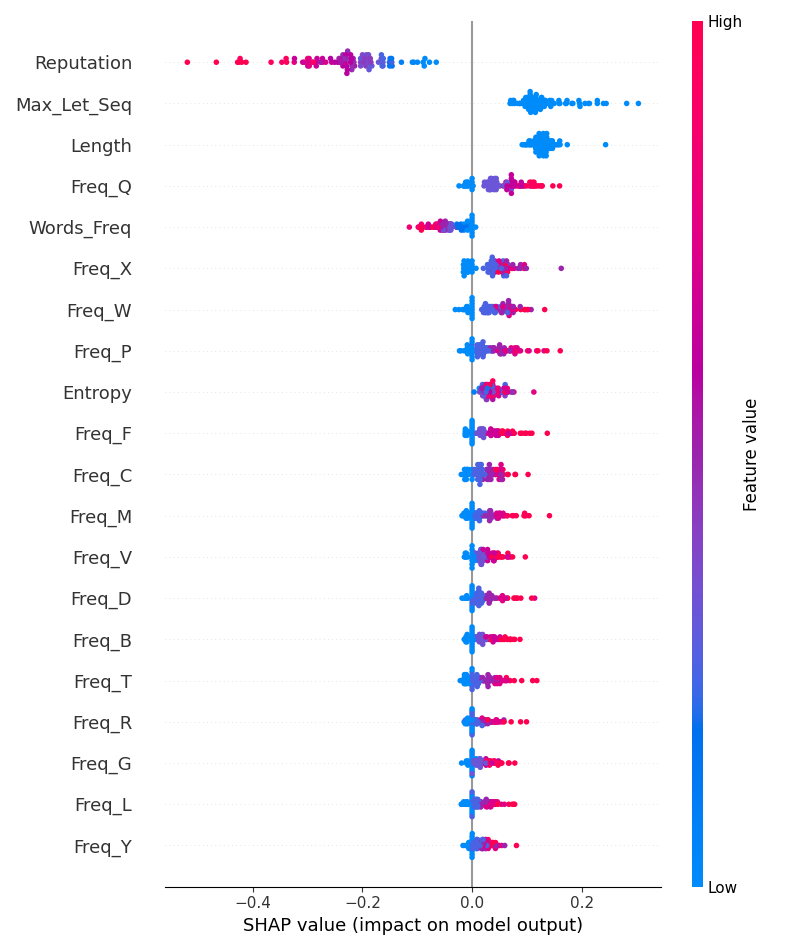 High
Reputation
Max_Let_Seq
Length
Freq_Q
Words_Freq
Freq_X
Freq_W
Freq_P
Entropy
Freq_F
Freq_C
Freq_M
Freq_V
Freq_D
Freq_B
Freq_T
Freq_R
Freq_G
Freq_L
Freq_Y
Feature value
Low
−0.4 −0.2 0.0 0.2
SHAP value (impact on model output)